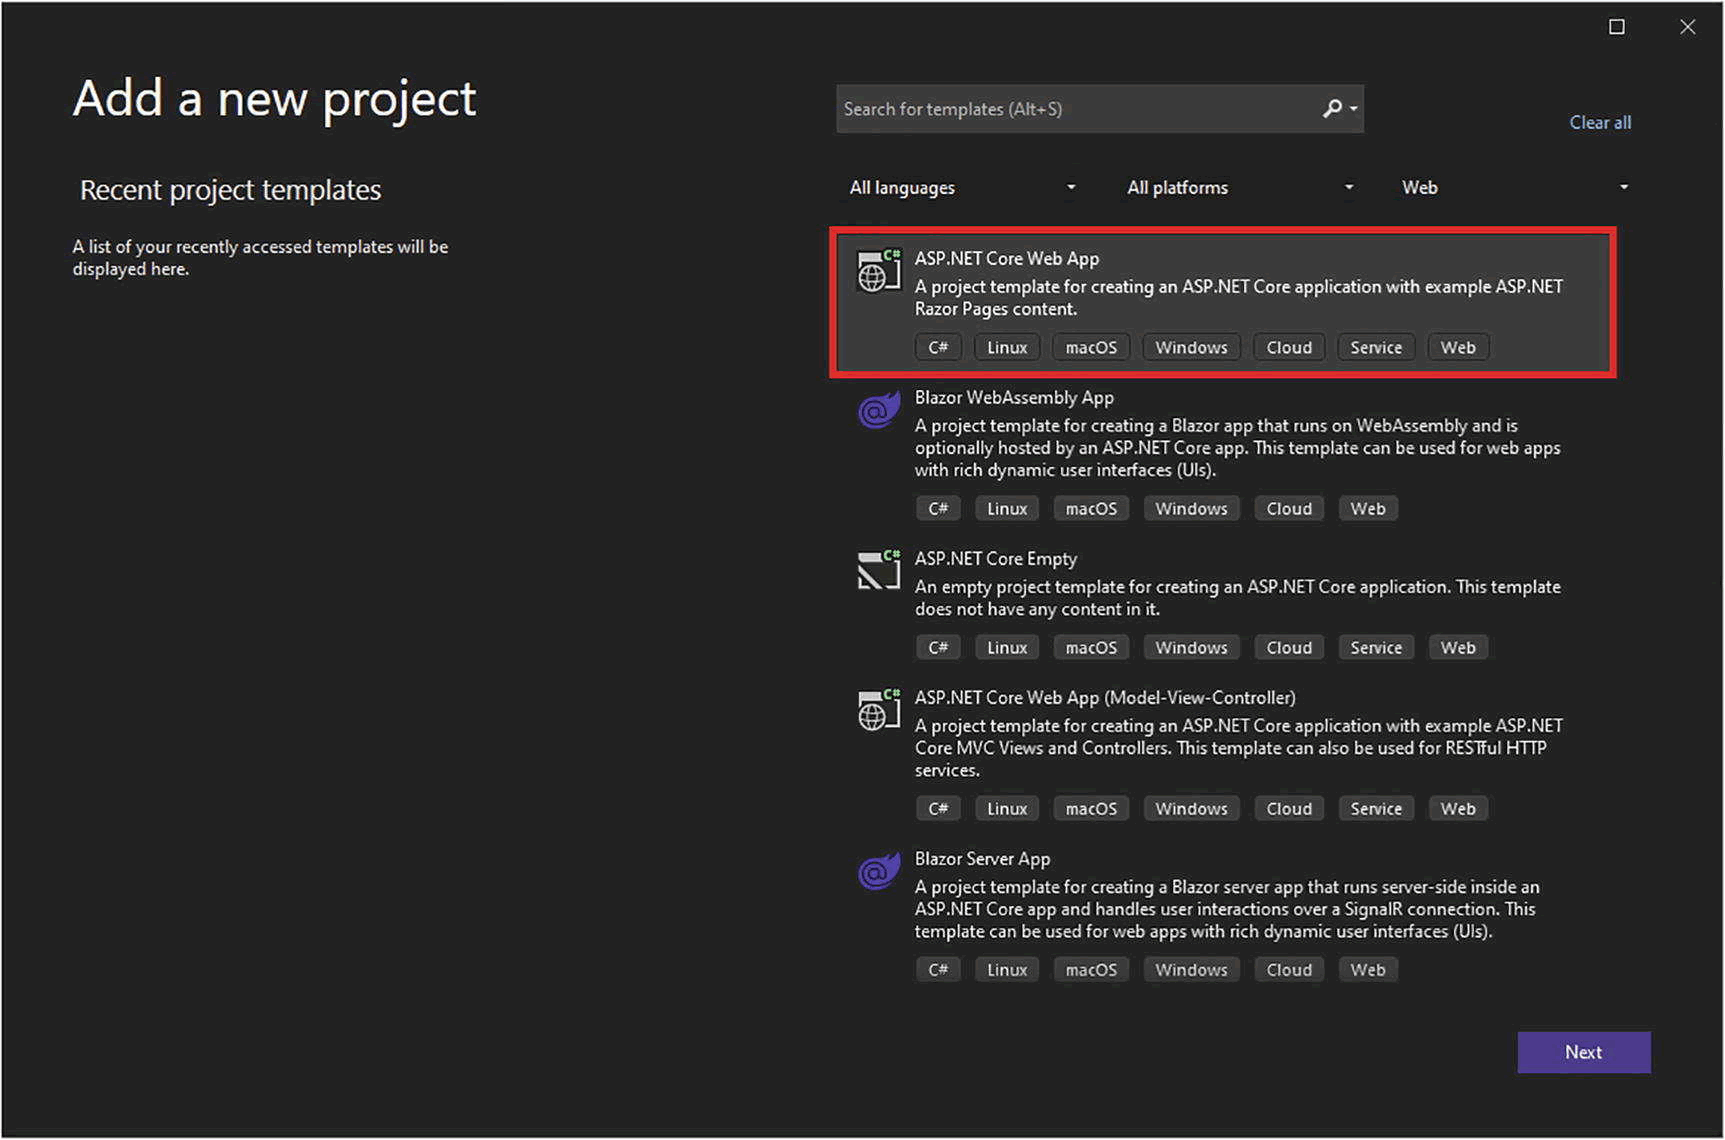 Add a new project
Recent project templates
A list of your recently accessed templates will be
displayed here.
Search for templates (Alt+S)
Clear all
All languages
All platforms
Web
C#
ASP.NET Core Web App
A project template for creating an ASP.NET Core application with example ASP.NET
Razor Pages content.
C# Linux macOS Windows Cloud Service Web
@
Blazor WebAssembly App
A project template for creating a Blazor app that runs on WebAssembly and is
optionally hosted by an ASP.NET Core app. This template can be used for web apps
with rich dynamic user interfaces (UIs).
C# Linux macOS Windows Cloud Web
C#
ASP.NET Core Empty
An empty project template for creating an ASP.NET Core application. This template
does not have any content in it.
C# Linux macOS Windows Cloud Service Web
C#
ASP.NET Core Web App (Model-View-Controller)
A project template for creating an ASP.NET Core application with example ASP.NET
Core MVC Views and Controllers. This template can also be used for RESTful HTTP
services.
C# Linux macOS Windows Cloud Service Web
@
Blazor Server App
A project template for creating a Blazor server app that runs server-side inside an
ASP.NET Core app and handles user interactions over a SignalR connection. This
template can be used for web apps with rich dynamic user interfaces (UIs).
C# Linux macOS Windows Cloud Web
Next